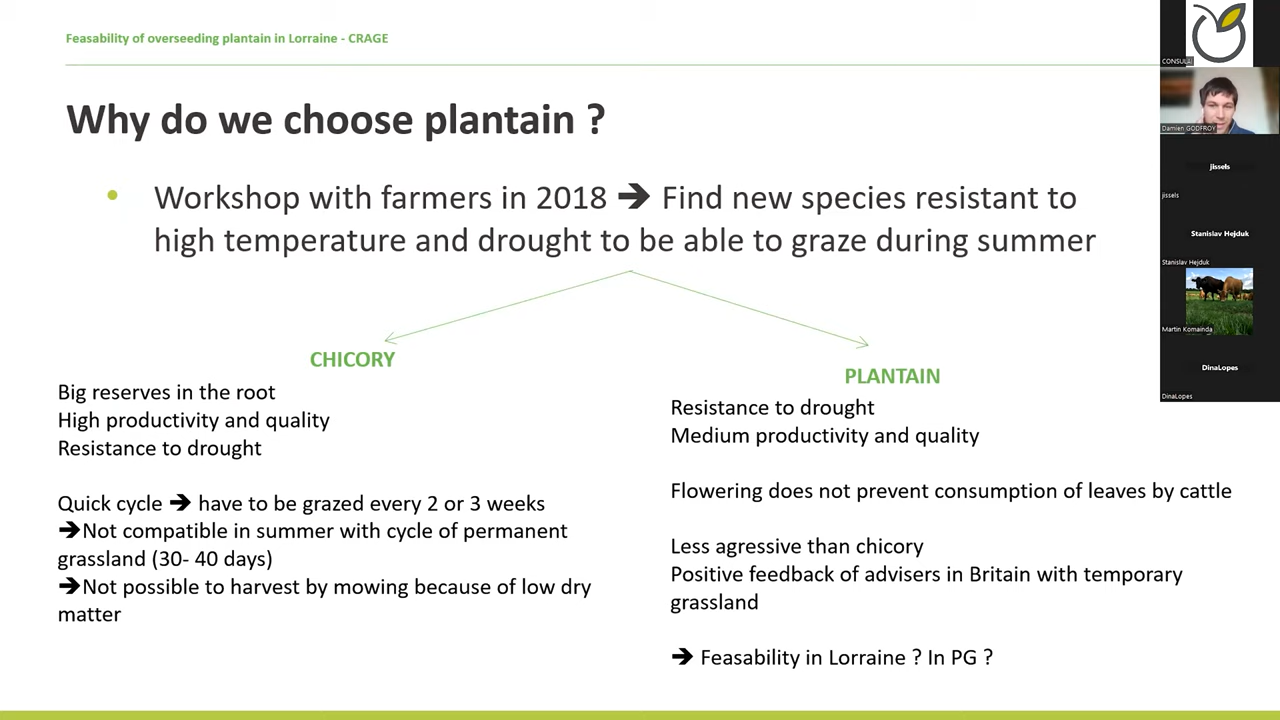 Feasability of overseeding plantain in Lorraine - CRAGE
Why do we choose plantain ?
• Workshop with farmers in 2018 ➔ Find new species resistant to
high temperature and drought to be able to graze during summer
CHICORY
Big reserves in the root
High productivity and quality
Resistance to drought
Quick cycle ➔ have to be grazed every 2 or 3 weeks
➔Not compatible in summer with cycle of permanent
grassland (30- 40 days)
➔Not possible to harvest by mowing because of low dry
matter
PLANTAIN
Resistance to drought
Medium productivity and quality
Flowering does not prevent consumption of leaves by cattle
Less agressive than chicory
Positive feedback of advisers in Britain with temporary
grassland
➔ Feasability in Lorraine ? In PG ?
CONSULAI
Damien GODFROY
jissels
jissels
Stanislav Hejduk
Stanislav Hejduk
Martin Komainda
DinaLopes
DinaLopes